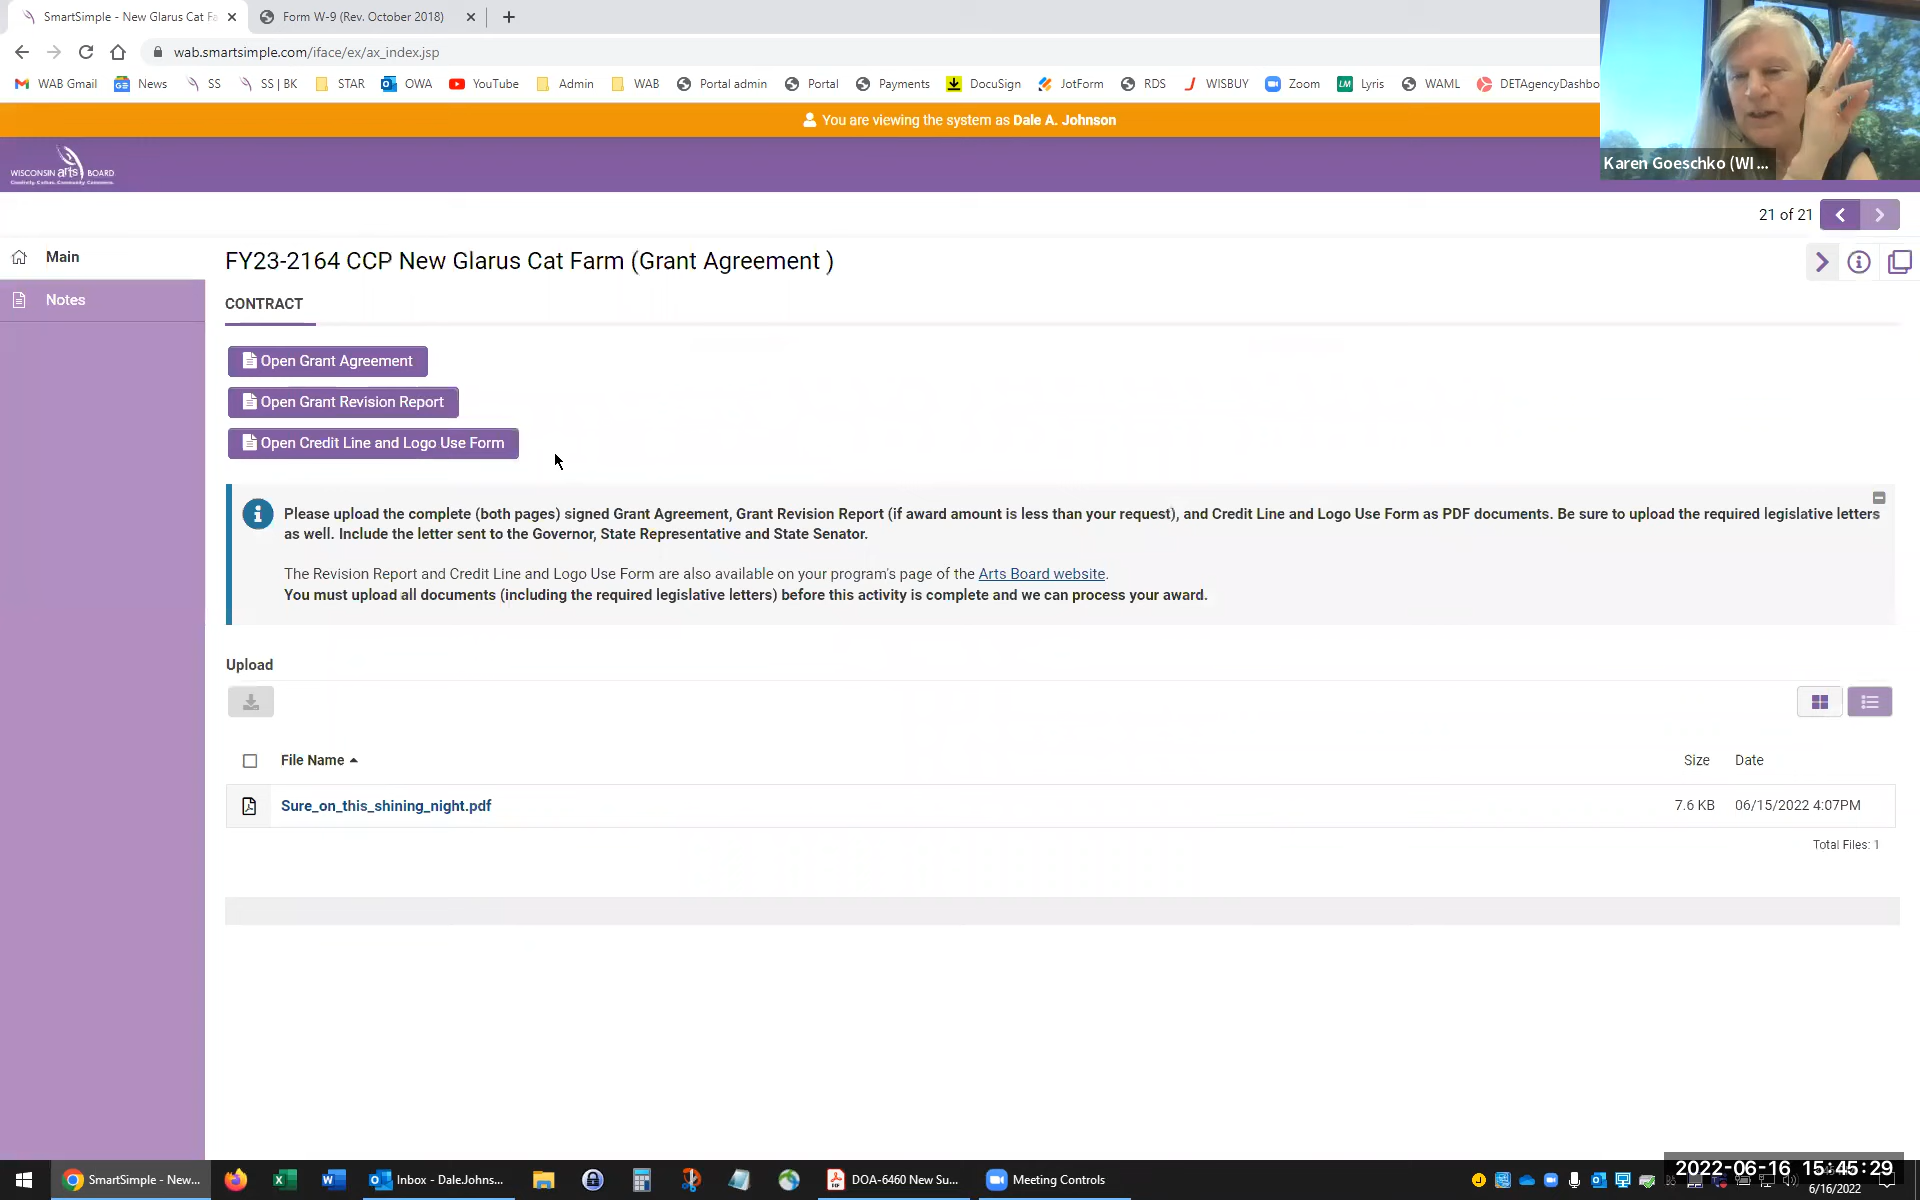 SmartSimple - New Glarus Cat Fa
Form W-9 (Rev. October 2018)
wab.smartsimple.com/iface/ex/ax_index.jsp
WAB Gmail
News
SS
SS | BK
STAR
OWA
YouTube
Admin
WAB
Portal admin
Portal
Payments
DocuSign
JotForm
RDS
WISBUY
Zoom
Lyris
WAML
DETAgencyDashbo
You are viewing the system as Dale A. Johnson
Karen Goeschko (WI ...
WISCONSIN arts BOARD
Creativity. Culture. Community. Commerce.
21 of 21
Main
Notes
FY23-2164 CCP New Glarus Cat Farm (Grant Agreement )
CONTRACT
Open Grant Agreement
Open Grant Revision Report
Open Credit Line and Logo Use Form
Please upload the complete (both pages) signed Grant Agreement, Grant Revision Report (if award amount is less than your request), and Credit Line and Logo Use Form as PDF documents. Be sure to upload the required legislative letters
as well. Include the letter sent to the Governor, State Representative and State Senator.
The Revision Report and Credit Line and Logo Use Form are also available on your program's page of the Arts Board website.
You must upload all documents (including the required legislative letters) before this activity is complete and we can process your award.
Upload
File Name
Size
Date
Sure_on_this_shining_night.pdf
7.6 KB
06/15/2022 4:07PM
Total Files: 1
SmartSimple - New...
Inbox - DaleJohns...
DOA-6460 New Su...
Meeting Controls
2022-06-16 15:45:29
6/16/2022